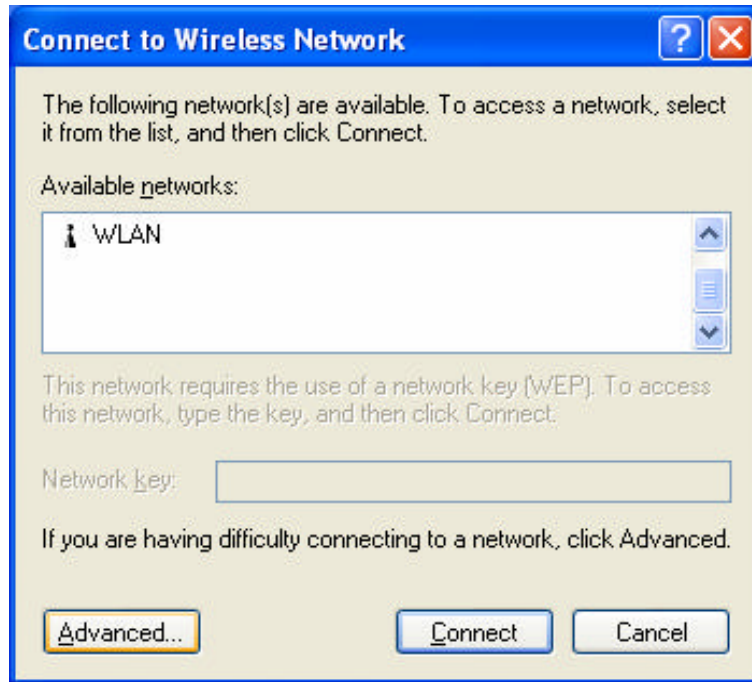 Connect to Wireless Network
The following network(s) are available. To access a network, select
it from the list, and then click Connect.
Available networks:
WLAN
This network requires the use of a network key (WEP). To access
this network, type the key, and then click Connect.
Network key:
If you are having difficulty connecting to a network, click Advanced.
Advanced... Connect Cancel